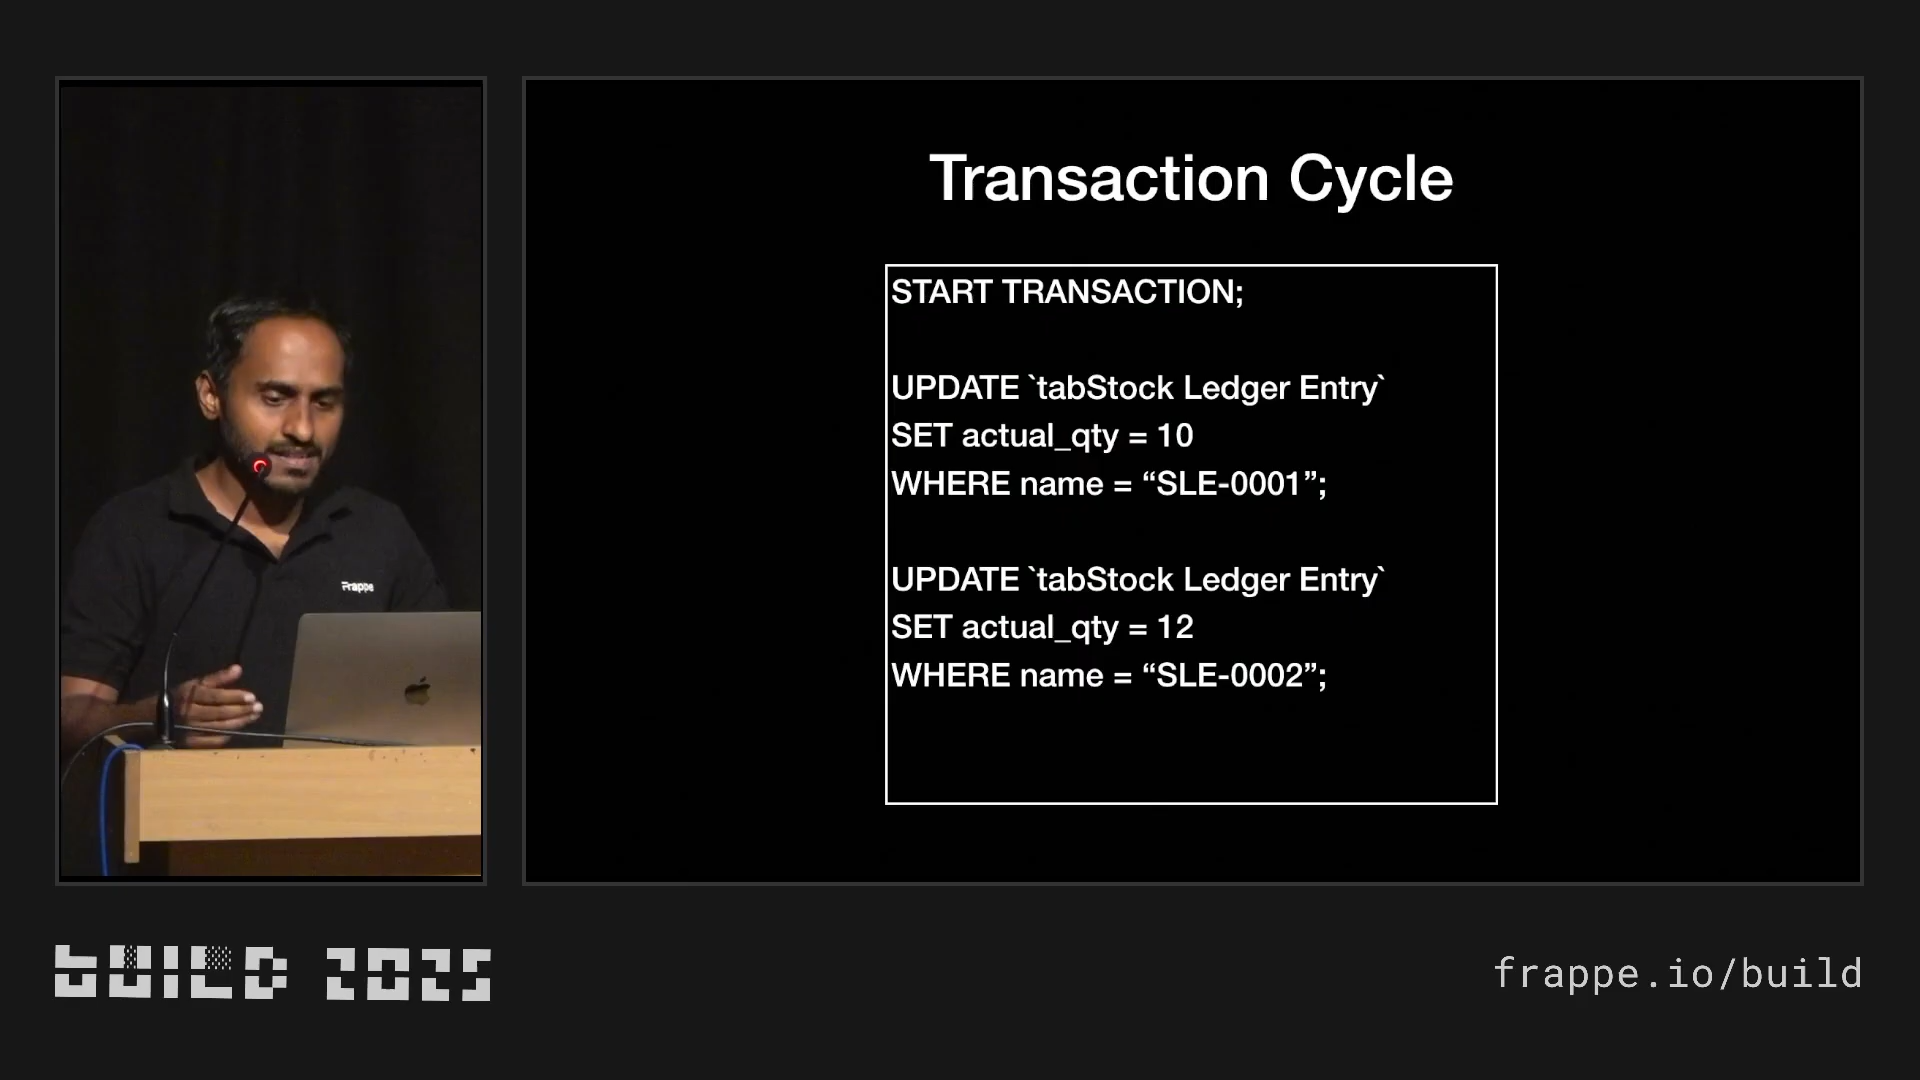 Transaction Cycle
START TRANSACTION;
UPDATE `tabStock Ledger Entry`
SET actual_qty = 10
WHERE name = “SLE-0001”;
UPDATE `tabStock Ledger Entry`
SET actual_qty = 12
WHERE name = “SLE-0002”;
Frappe
BUILD 2025
frappe.io/build